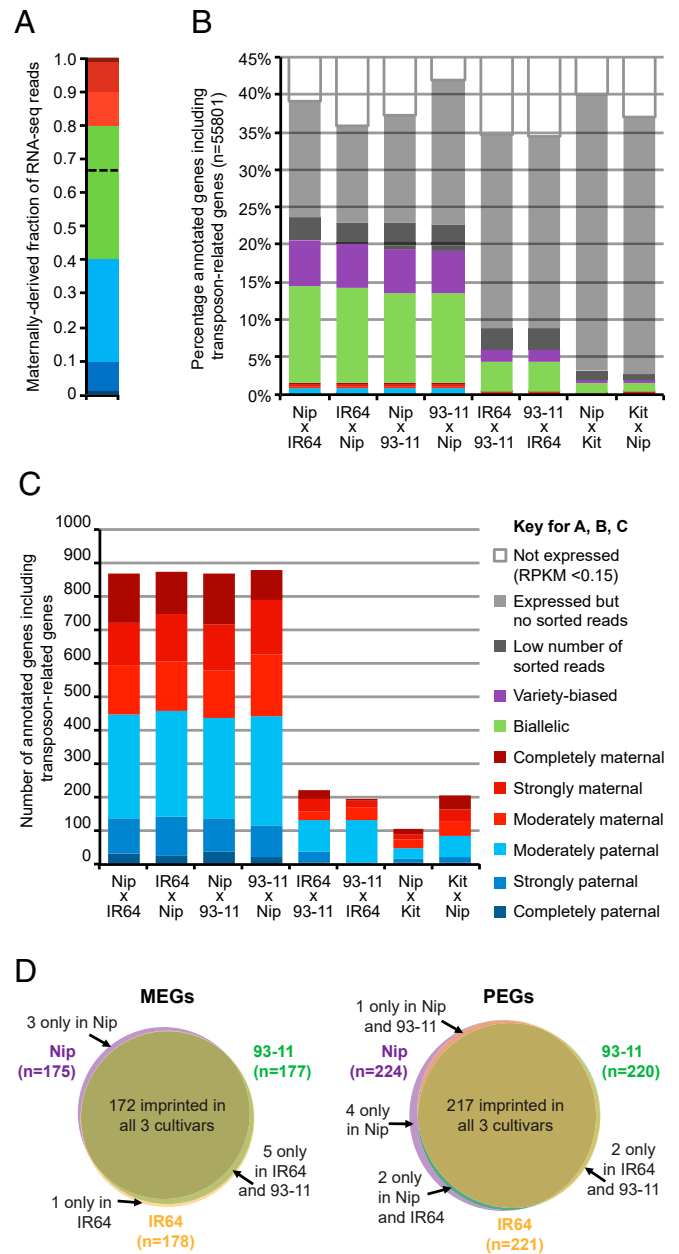 A
Maternally-derived fraction of RNA-seq reads
1.0
0.9
0.8
0.7
0.6
0.5
0.4
0.3
0.2
0.1
0
B
Percentage annotated genes including
transposon-related genes (n=55801)
45%
40%
35%
30%
25%
20%
15%
10%
5%
0%
Nip
x
IR64
IR64
x
Nip
Nip
x
93-11
93-11
x
Nip
IR64
x
93-11
93-11
x
IR64
Nip
x
Kit
Kit
x
Nip
C
Number of annotated genes including
transposon-related genes
1000
900
800
700
600
500
400
300
200
100
0
Nip
x
IR64
IR64
x
Nip
Nip
x
93-11
93-11
x
Nip
IR64
x
93-11
93-11
x
IR64
Nip
x
Kit
Kit
x
Nip
Key for A, B, C
Not expressed
(RPKM <0.15)
Expressed but
no sorted reads
Low number of
sorted reads
Variety-biased
Biallelic
Completely maternal
Strongly maternal
Moderately maternal
Moderately paternal
Strongly paternal
Completely paternal
D
MEGs
3 only in Nip
Nip
(n=175)
93-11
(n=177)
172 imprinted in
all 3 cultivars
5 only
in IR64
and 93-11
1 only in
IR64
IR64
(n=178)
PEGs
1 only in Nip
and 93-11
Nip
(n=224)
93-11
(n=220)
217 imprinted in
all 3 cultivars
4 only
in Nip
2 only
in Nip
and IR64
2 only
in IR64
and 93-11
IR64
(n=221)